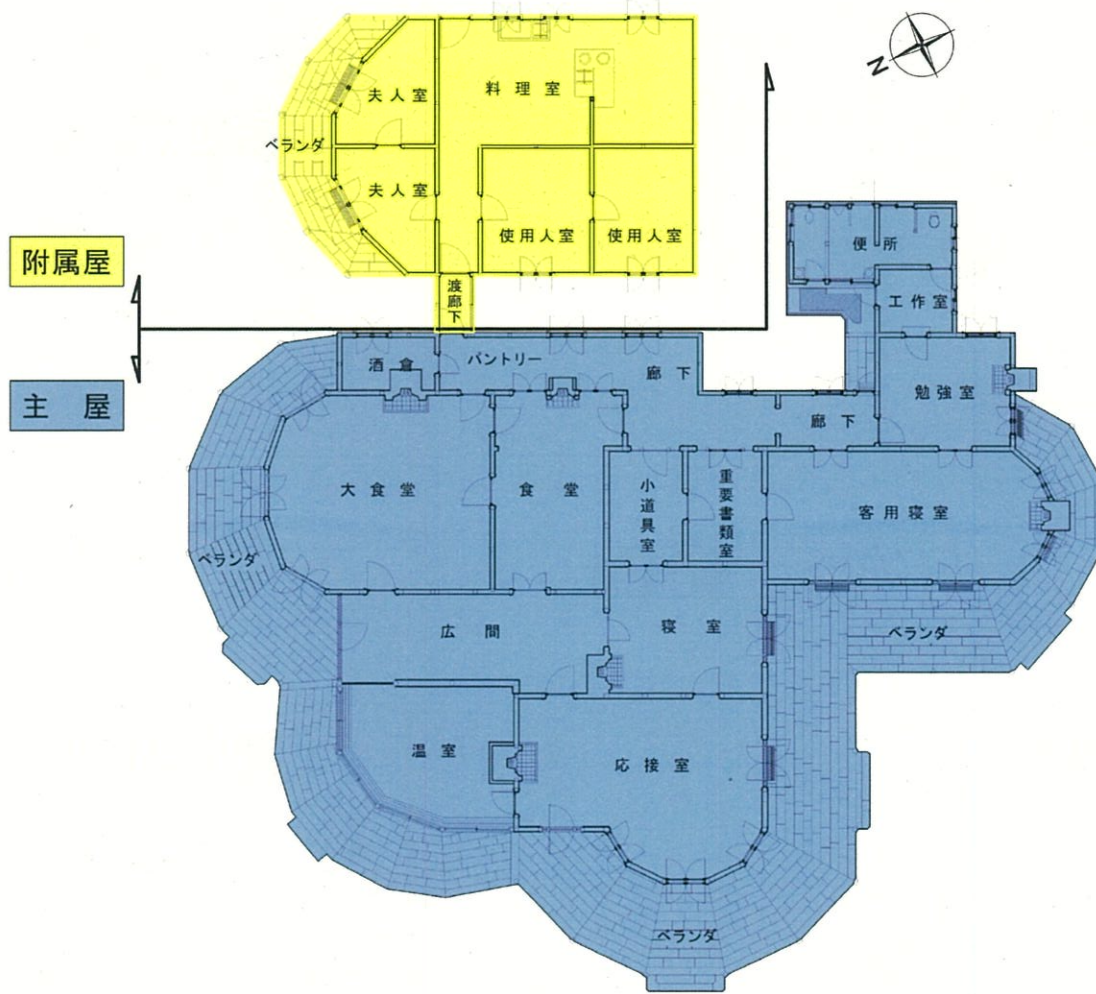 N
夫人室
料理室
ベランダ
夫人室
使用人室
使用人室
便所
附属屋
渡廊下
工作室
酒倉
パントリー
廊下
勉強室
主屋
廊下
大食堂
食堂
小道具室
重要書類室
客用寝室
ベランダ
広間
寝室
ベランダ
温室
応接室
ベランダ